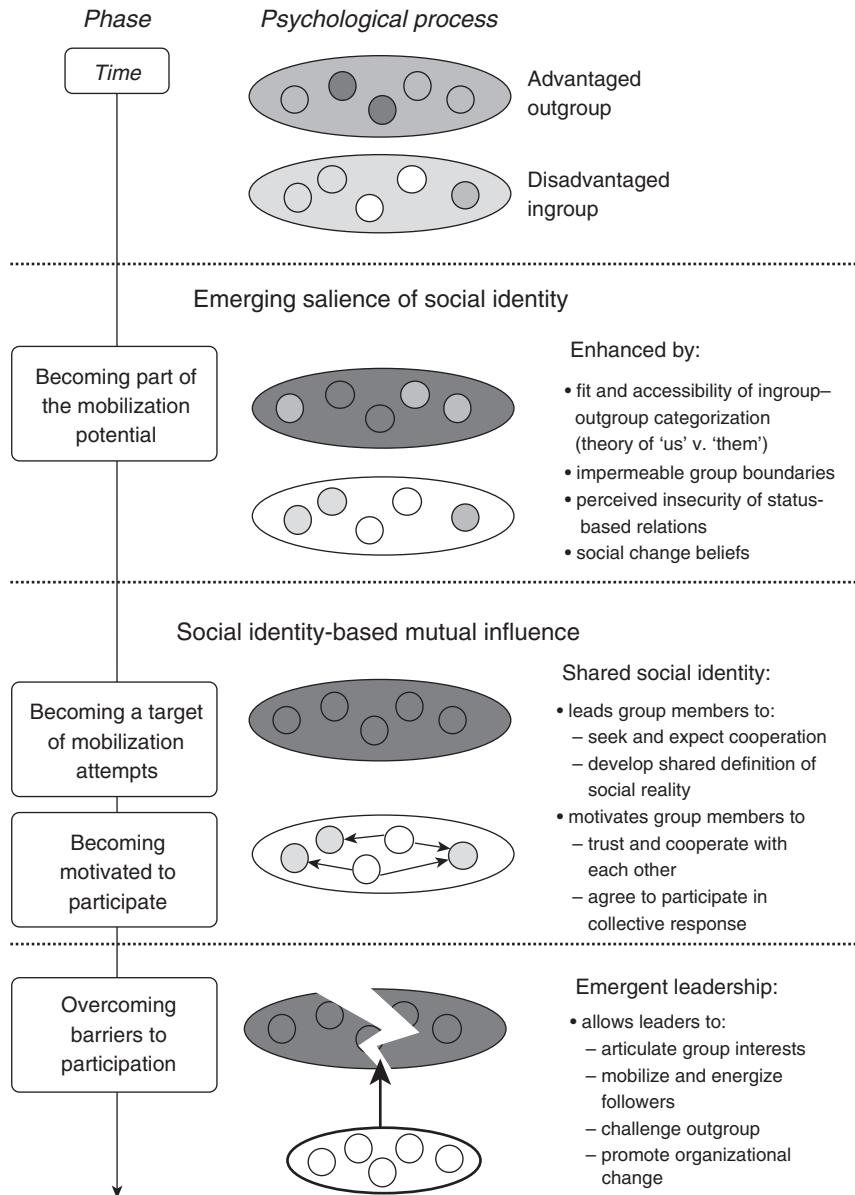 Phase
Psychological process
Time
Advantaged
outgroup
Disadvantaged
ingroup
Emerging salience of social identity
Becoming part of
the mobilization
potential
Enhanced by:
• fit and accessibility of ingroup–
outgroup categorization
(theory of ‘us’ v. ‘them’)
• impermeable group boundaries
• perceived insecurity of status-
based relations
• social change beliefs
Social identity-based mutual influence
Becoming a target
of mobilization
attempts
Becoming
motivated to
participate
Shared social identity:
• leads group members to:
– seek and expect cooperation
– develop shared definition of
social reality
• motivates group members to
– trust and cooperate with
each other
– agree to participate in
collective response
Overcoming
barriers to
participation
Emergent leadership:
• allows leaders to:
– articulate group interests
– mobilize and energize
followers
– challenge outgroup
– promote organizational
change